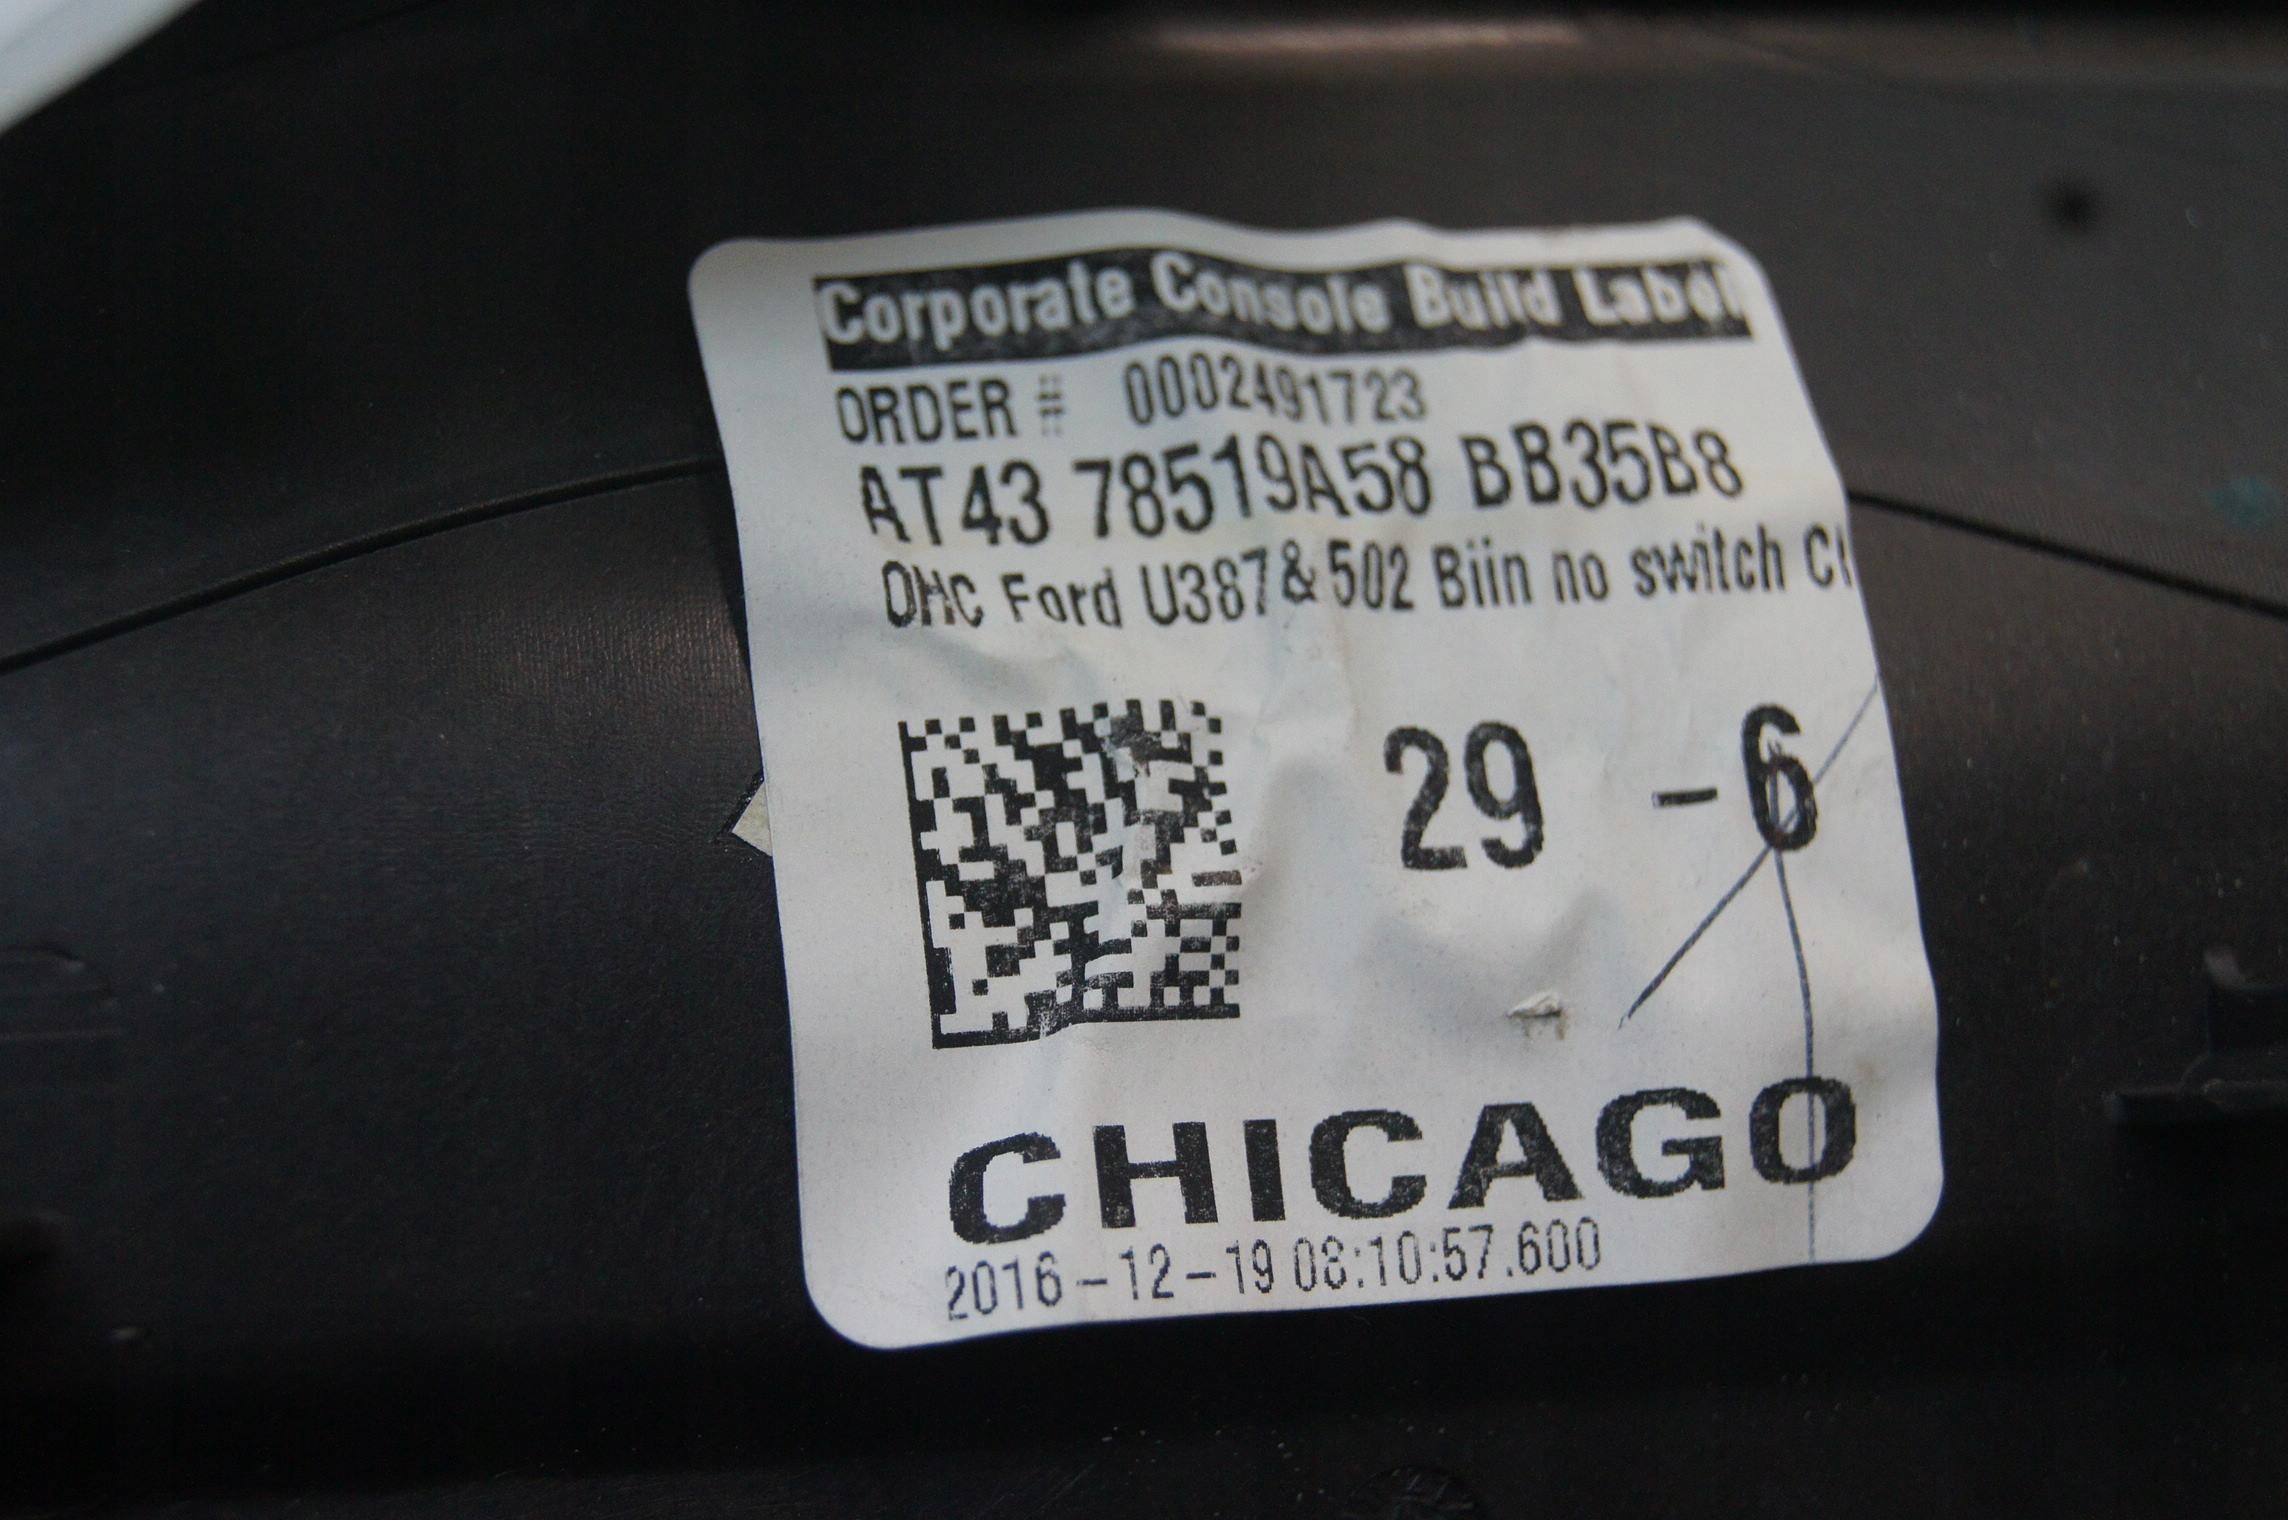 Corporate Console Build Label
ORDER # 0002491723
AT43 78519A58 BB35B8
OHC Ford U387&502 Biin no switch
29 -6
CHICAGO
2016-12-19 08:10:57.600